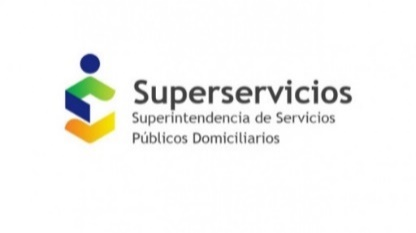 Superservicios
Superintendencia de Servicios
Públicos Domiciliarios